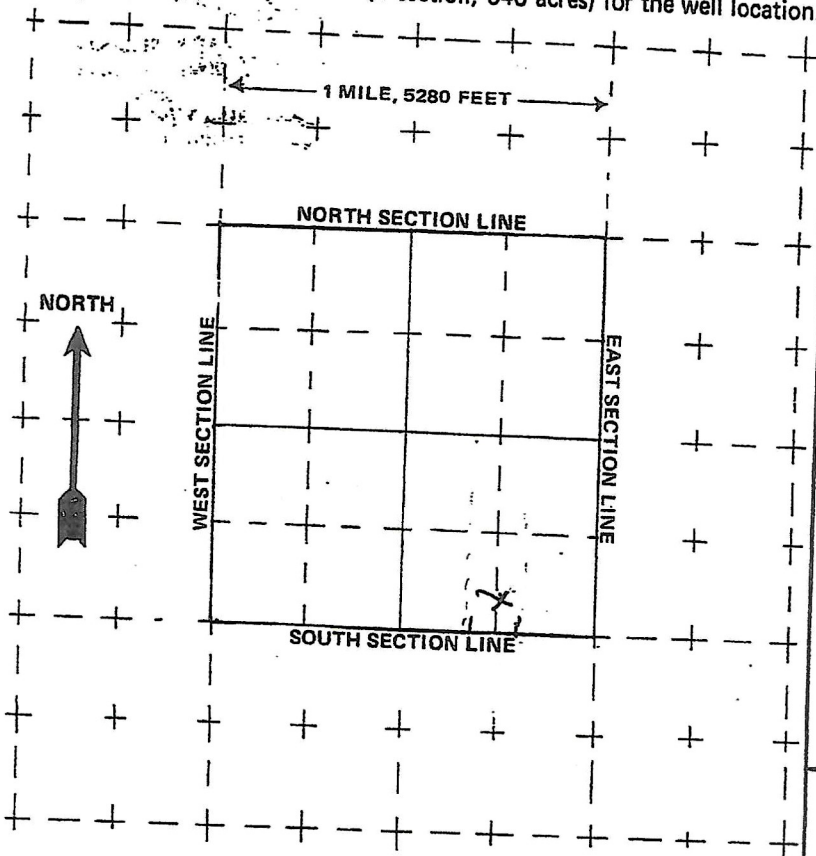 section, 640 acres) for the well location
1 MILE, 5280 FEET
NORTH SECTION LINE
NORTH
WEST SECTION LINE
EAST SECTION LINE
X
SOUTH SECTION LINE